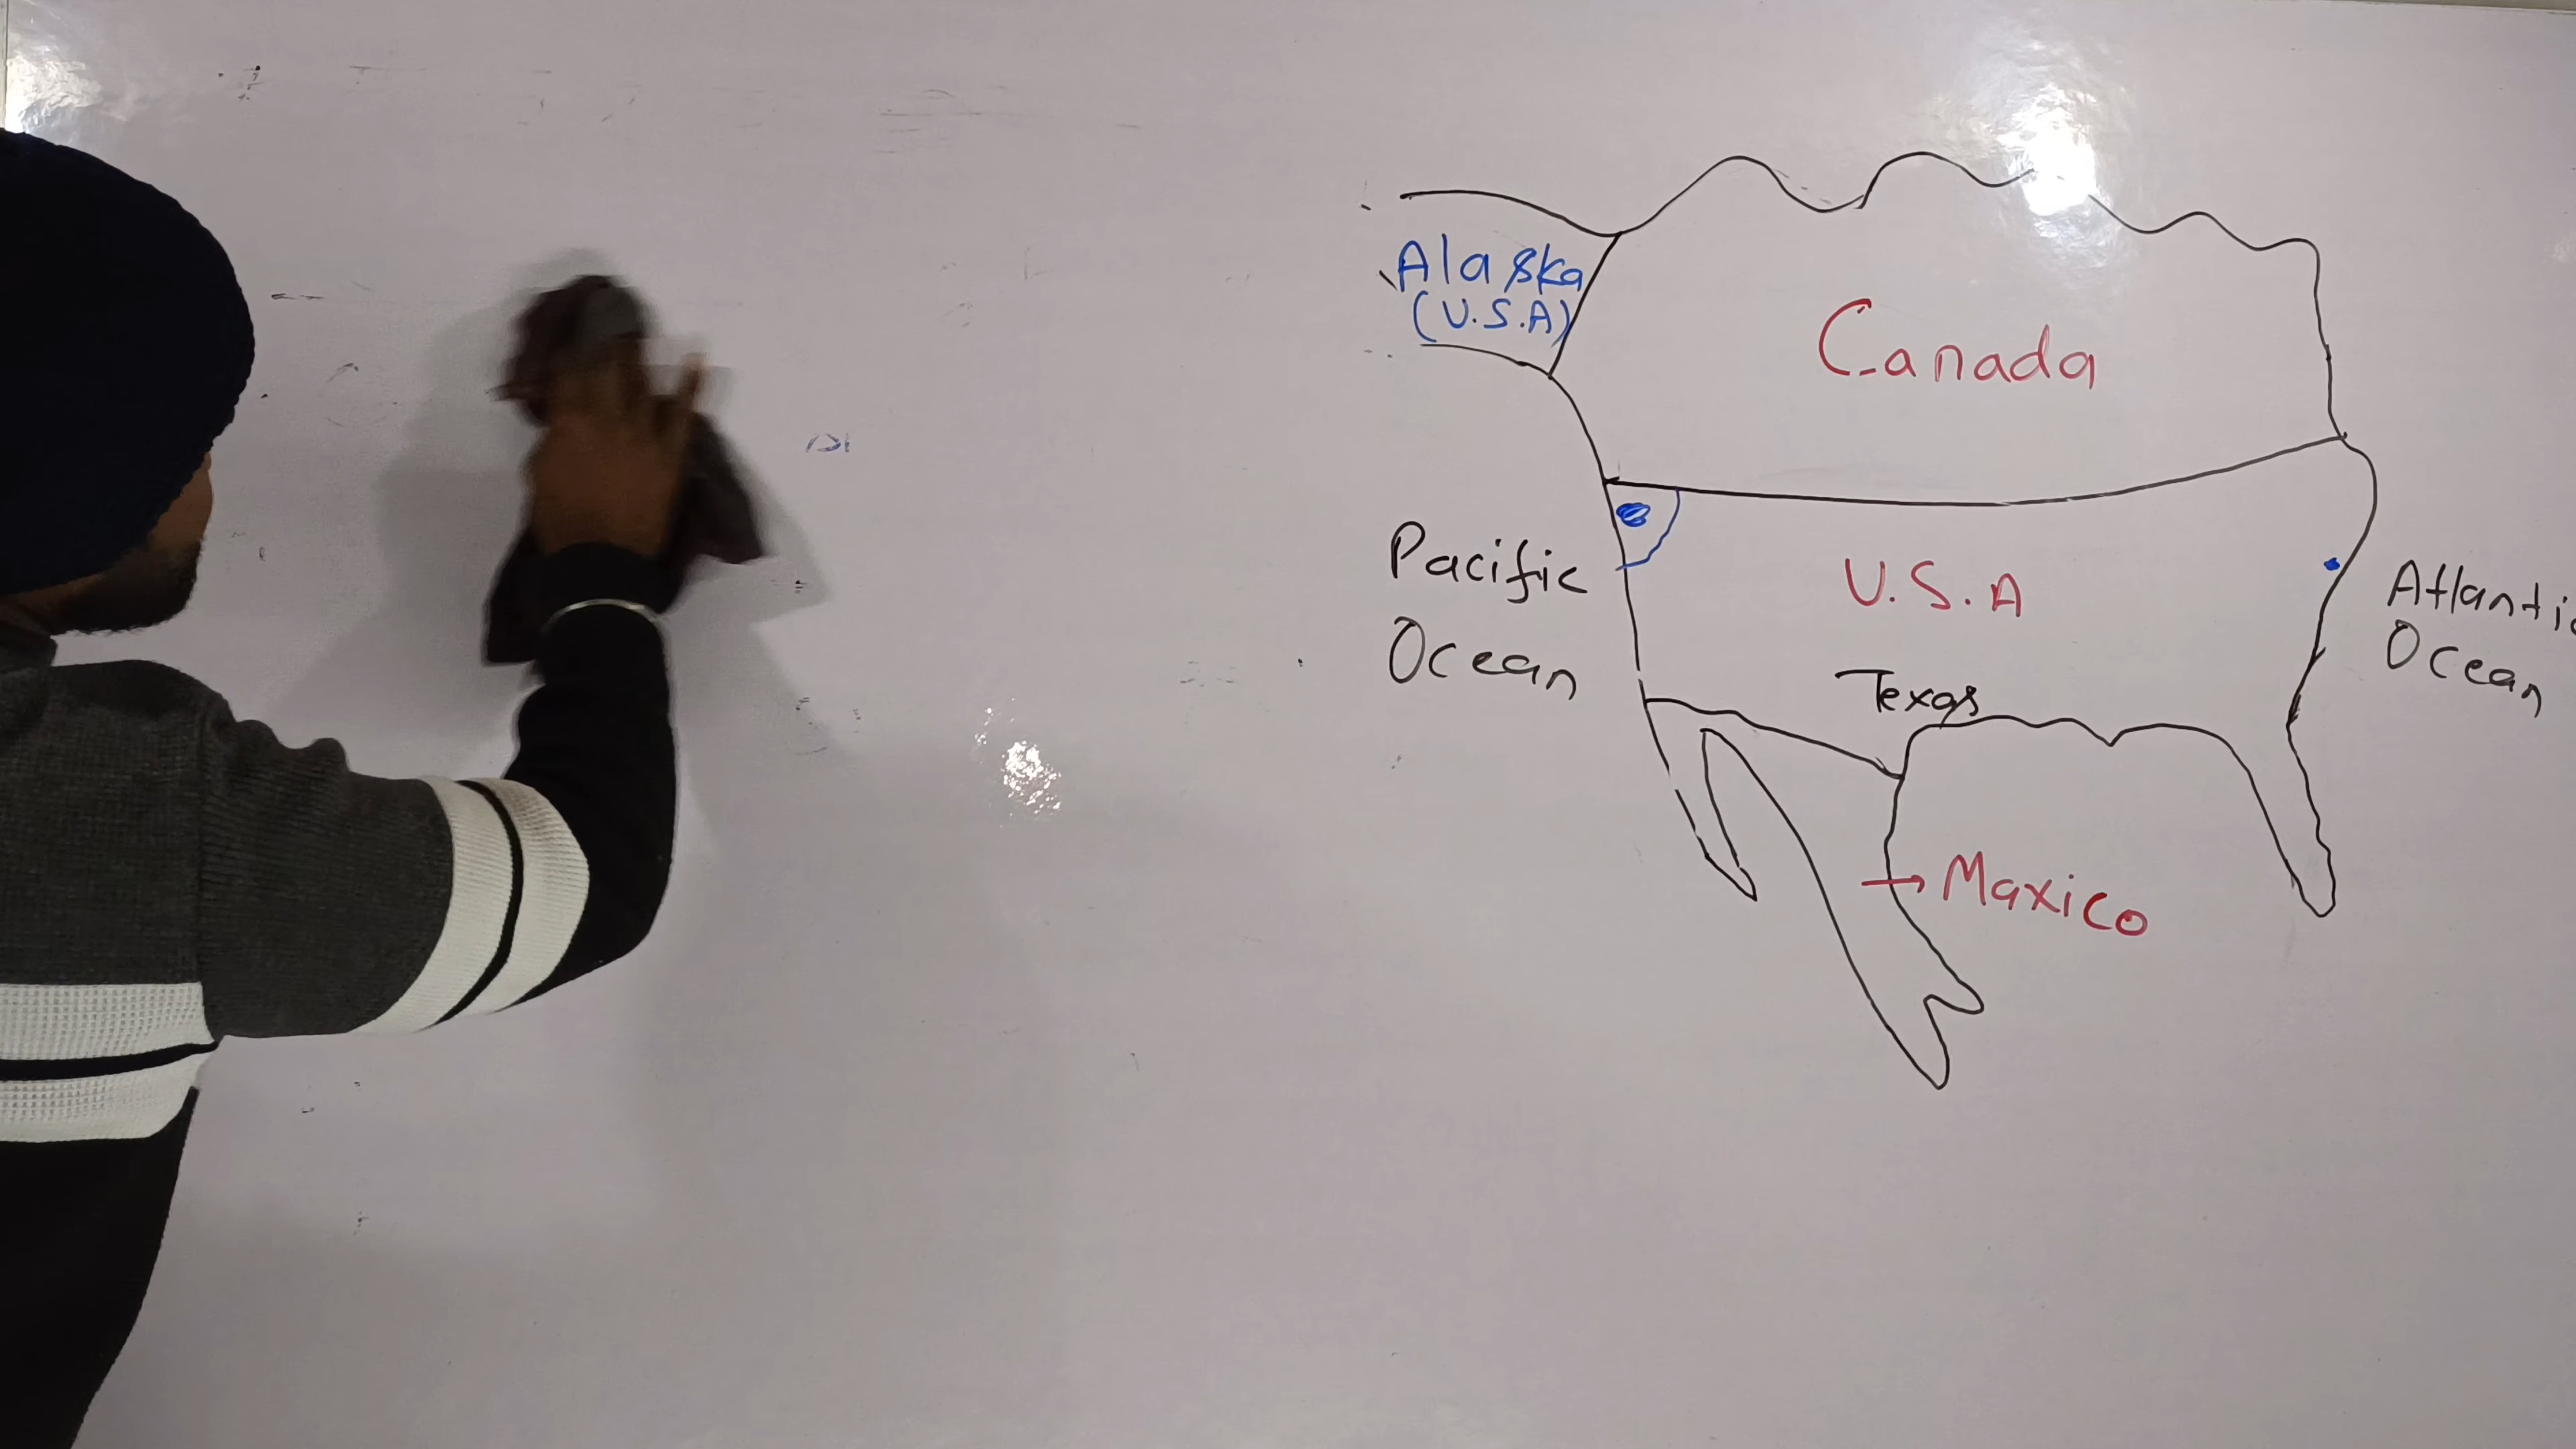 Alaska
(U.S.A)
Canada
Pacific
Ocean
U.S.A
Atlantic
Ocean
Texas
Maxico